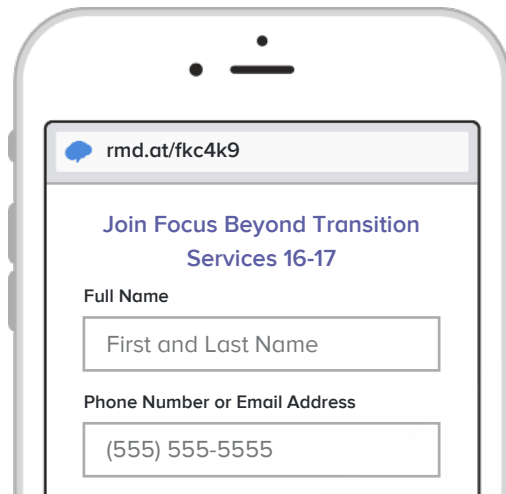 rmd.at/fkc4k9
Join Focus Beyond Transition
Services 16-17
Full Name
First and Last Name
Phone Number or Email Address
(555) 555-5555